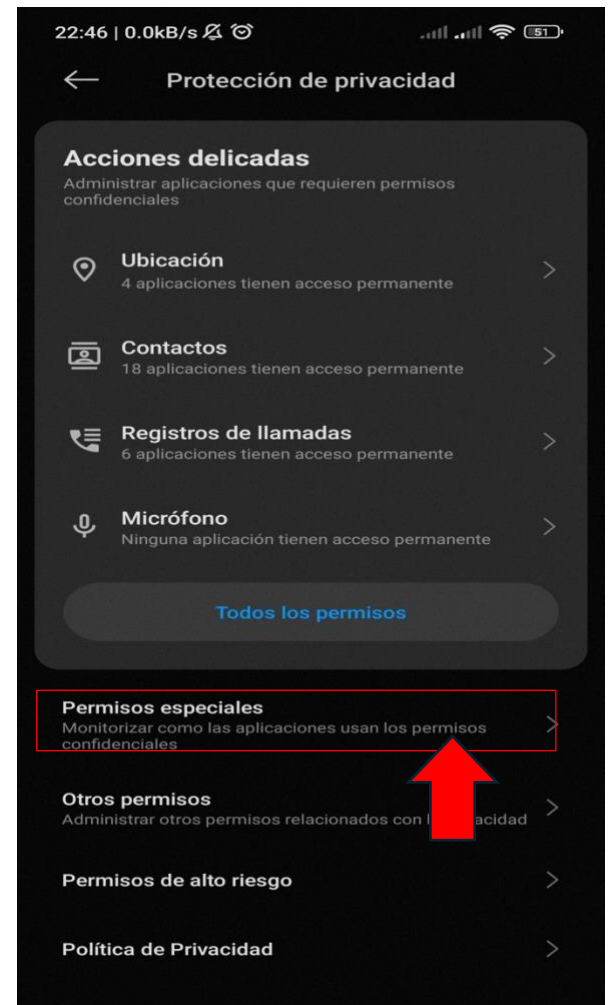 22:46 | 0.0kB/s
51
Protección de privacidad
Acciones delicadas
Administrar aplicaciones que requieren permisos
confidenciales
Ubicación
4 aplicaciones tienen acceso permanente
Contactos
18 aplicaciones tienen acceso permanente
Registros de llamadas
6 aplicaciones tienen acceso permanente
Micrófono
Ninguna aplicación tienen acceso permanente
Todos los permisos
Permisos especiales
Monitorizar como las aplicaciones usan los permisos
confidenciales
Otros permisos
Administrar otros permisos relacionados con
Permisos de alto riesgo
Política de Privacidad